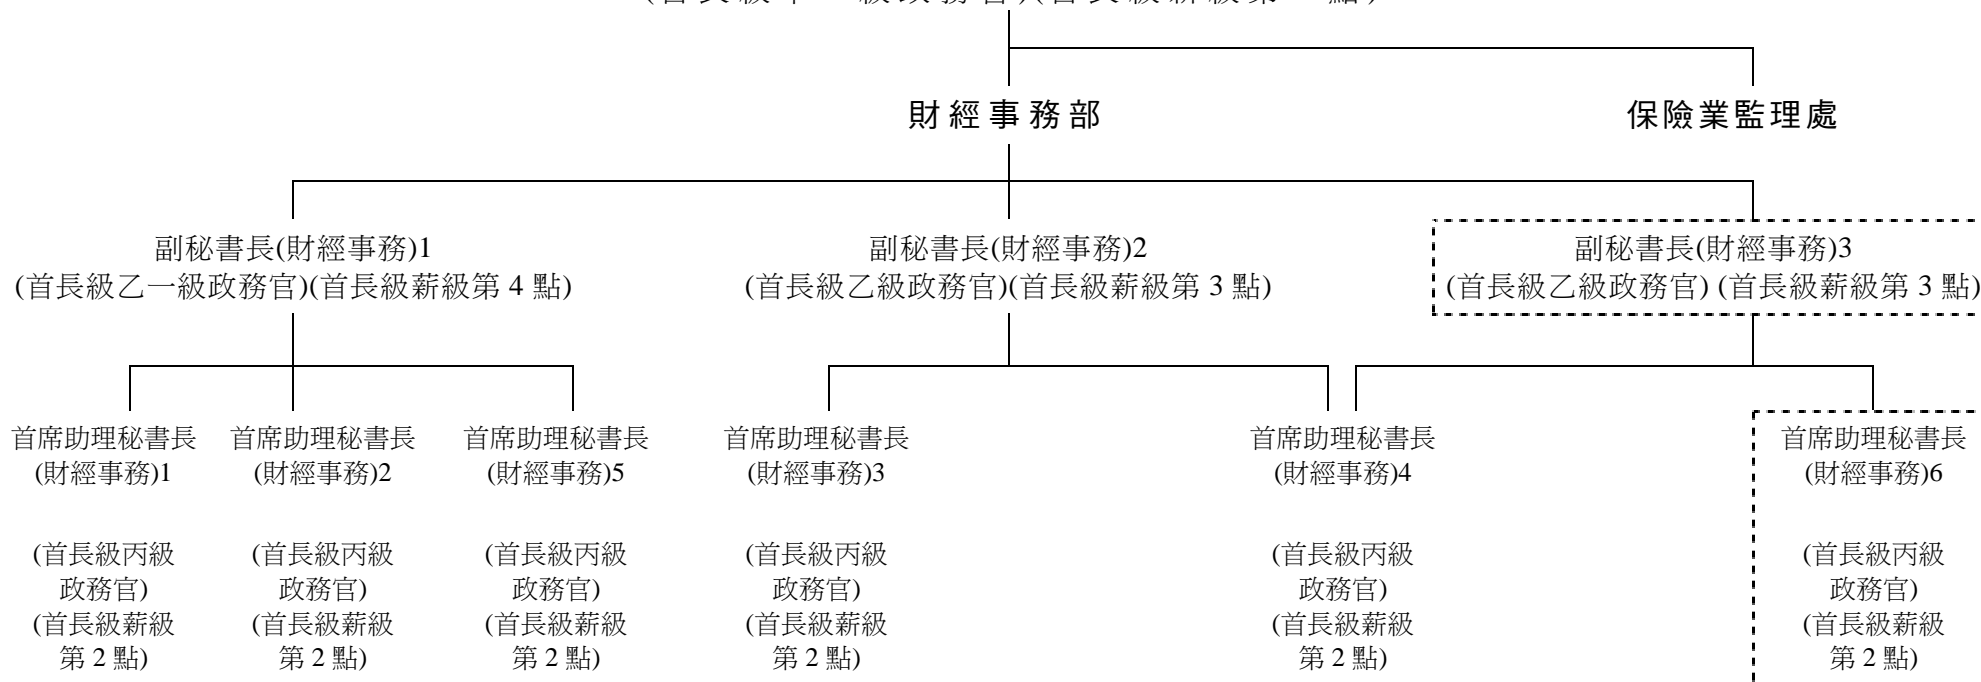 財經事務部
保險業監理處
副秘書長(財經事務)1
(首長級乙一級政務官)(首長級薪級第 4 點)
副秘書長(財經事務)2
(首長級乙級政務官)(首長級薪級第 3 點)
副秘書長(財經事務)3
(首長級乙級政務官) (首長級薪級第 3 點)
首席助理秘書長
(財經事務)1
(首長級丙級
政務官)
(首長級薪級
第 2 點)
首席助理秘書長
(財經事務)2
(首長級丙級
政務官)
(首長級薪級
第 2 點)
首席助理秘書長
(財經事務)5
(首長級丙級
政務官)
(首長級薪級
第 2 點)
首席助理秘書長
(財經事務)3
(首長級丙級
政務官)
(首長級薪級
第 2 點)
首席助理秘書長
(財經事務)4
(首長級丙級
政務官)
(首長級薪級
第 2 點)
首席助理秘書長
(財經事務)6
(首長級丙級
政務官)
(首長級薪級
第 2 點)